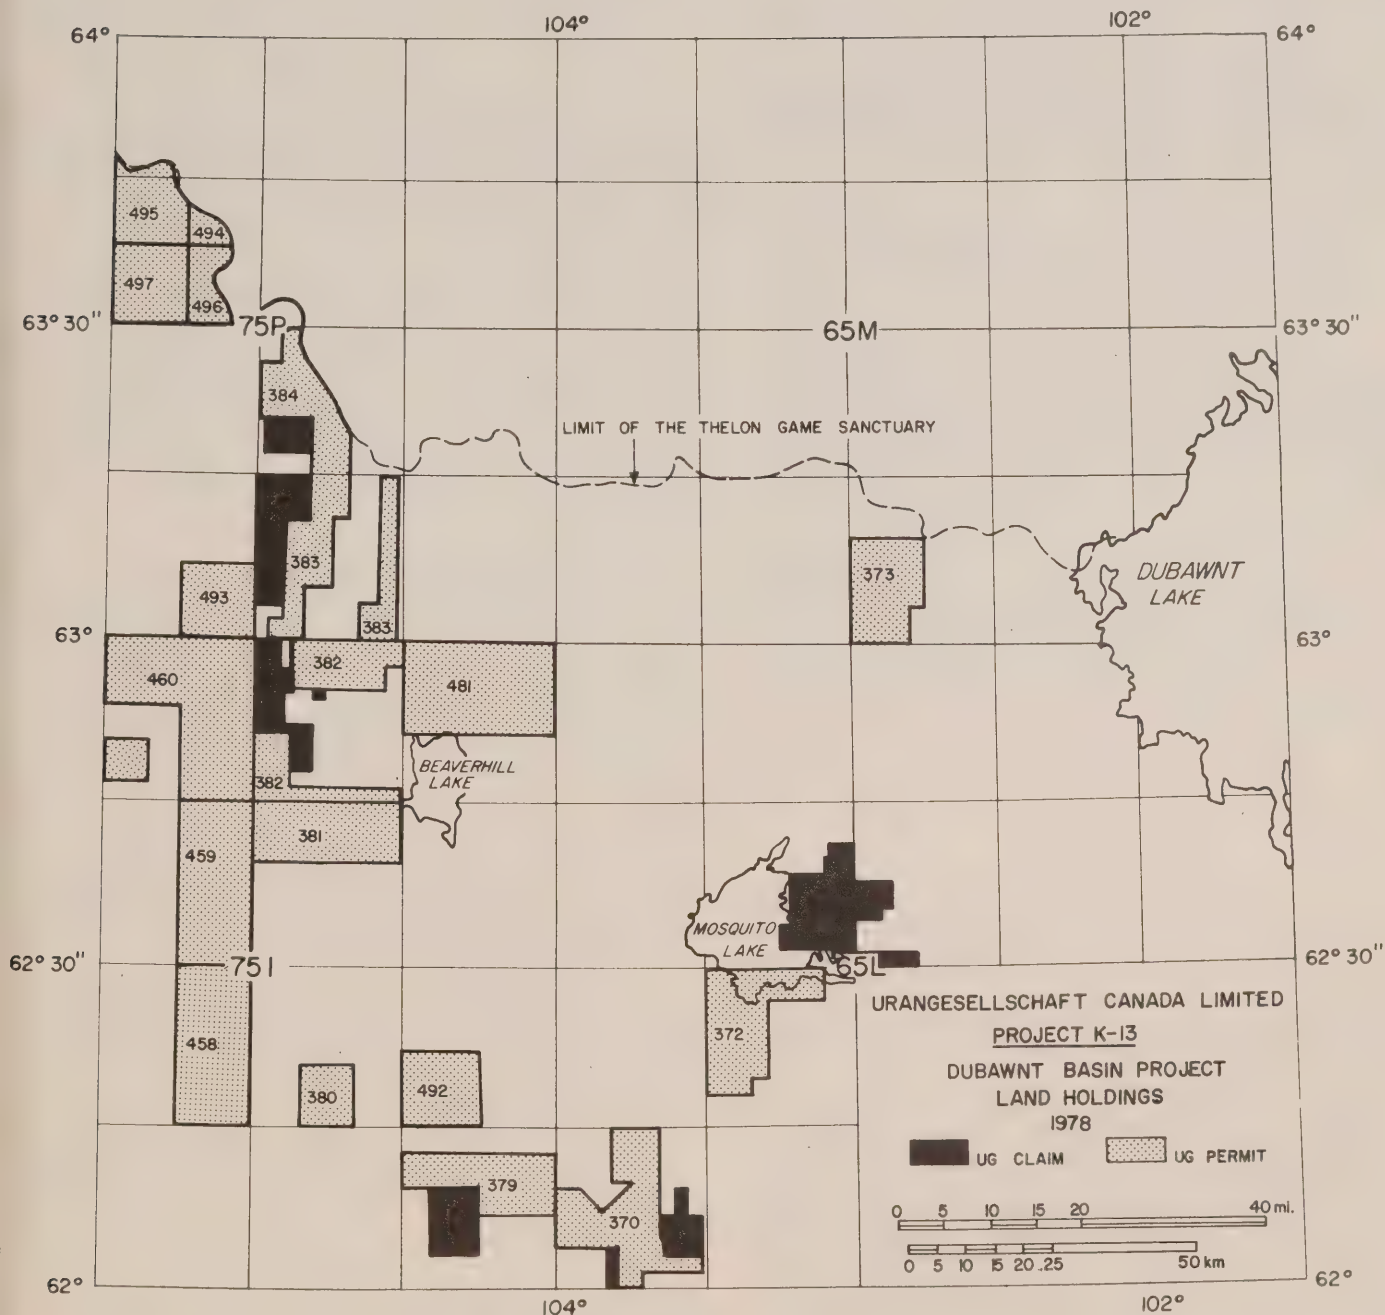 104°
102°
64°
64°
495
494
497
496
63° 30"
75P
65M
63° 30"
384
LIMIT OF THE THELON GAME SANCTUARY
383
373
DUBAWNT
LAKE
493
383
63°
63°
382
460
481
BEAVERHILL
LAKE
382
381
459
MOSQUITO
LAKE
62° 30"
75I
65L
62° 30"
URANGESELLSCHAFT CANADA LIMITED
PROJECT K-13
372
458
DUBAWNT BASIN PROJECT
LAND HOLDINGS
1978
380
492
UG CLAIM
UG PERMIT
379
370
0 5 10 15 20 40 mi.
0 5 10 15 20 25 50 km
62°
62°
104°
102°